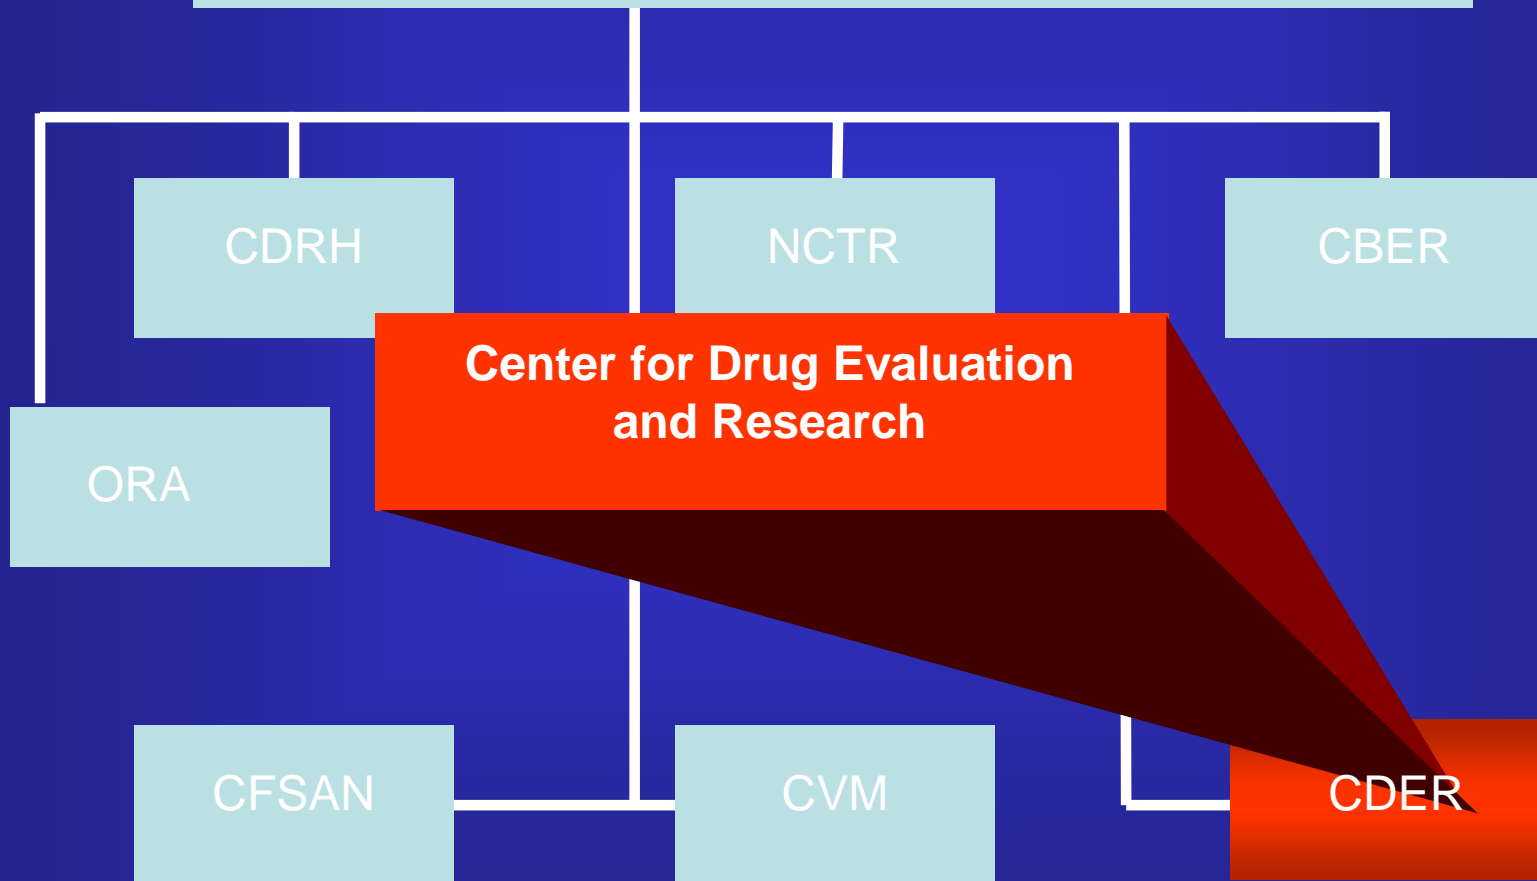 CDRH
NCTR
CBER
Center for Drug Evaluation
and Research
ORA
CFSAN
CVM
CDER